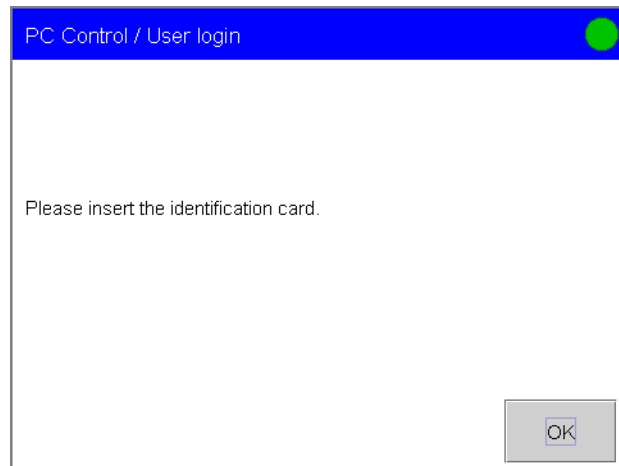 PC Control / User login
Please insert the identification card.
OK